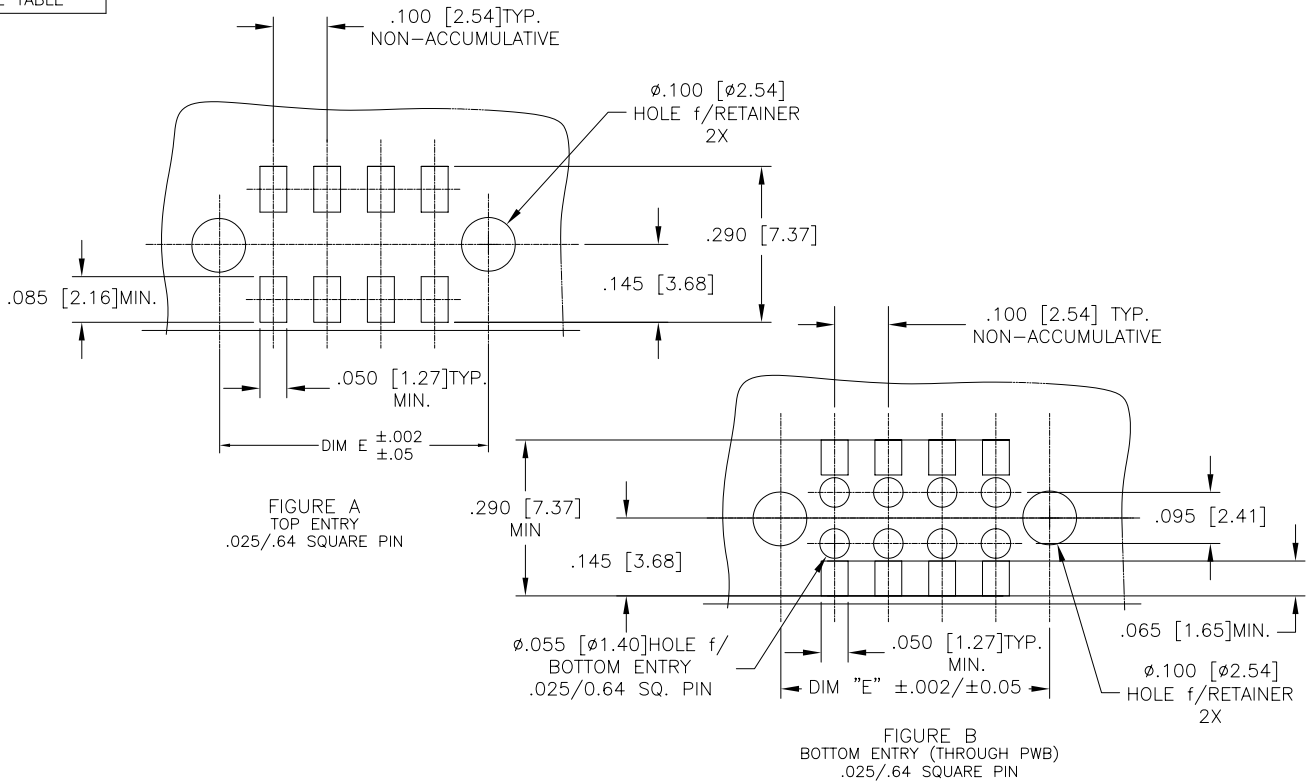 E TABLE
.100 [2.54]TYP.
NON-ACCUMULATIVE
ø.100 [ø2.54]
HOLE f/RETAINER
2X
.290 [7.37]
.145 [3.68]
.085 [2.16]MIN.
.050 [1.27]TYP.
MIN.
DIM E ±.002
±.05
FIGURE A
TOP ENTRY
.025/.64 SQUARE PIN
.100 [2.54] TYP.
NON-ACCUMULATIVE
.290 [7.37]
MIN
.145 [3.68]
.095 [2.41]
.065 [1.65]MIN.
ø.055 [ø1.40]HOLE f/
BOTTOM ENTRY
.025/0.64 SQ. PIN
.050 [1.27]TYP.
MIN.
DIM "E" ±.002/±0.05
ø.100 [ø2.54]
HOLE f/RETAINER
2X
FIGURE B
BOTTOM ENTRY (THROUGH PWB)
.025/.64 SQUARE PIN